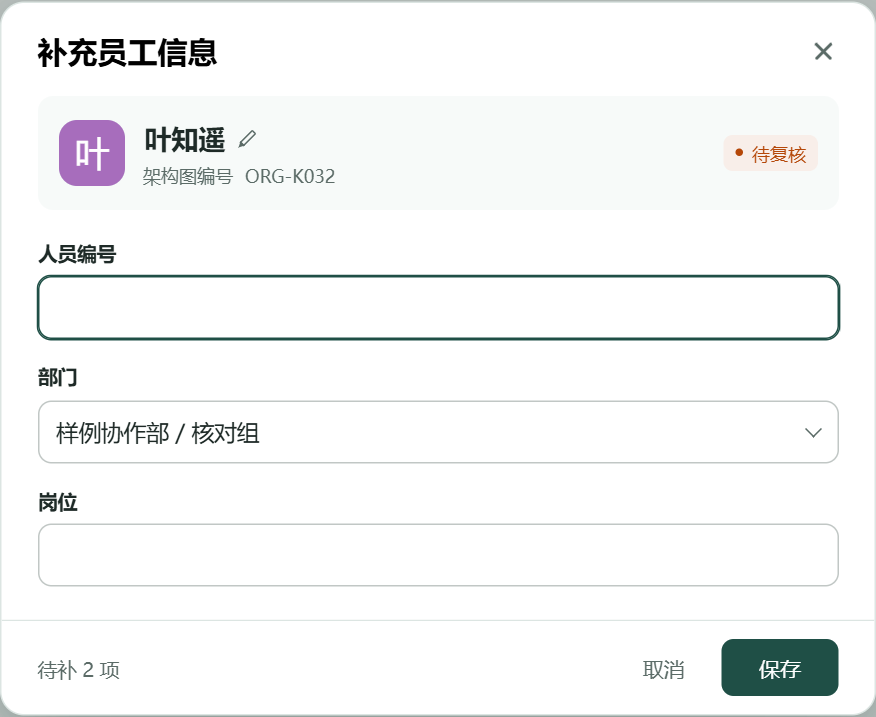 补充员工信息
叶
叶知遥
架构图编号 ORG-K032
待复核
人员编号
部门
样例协作部 / 核对组
岗位
待补 2 项
取消
保存